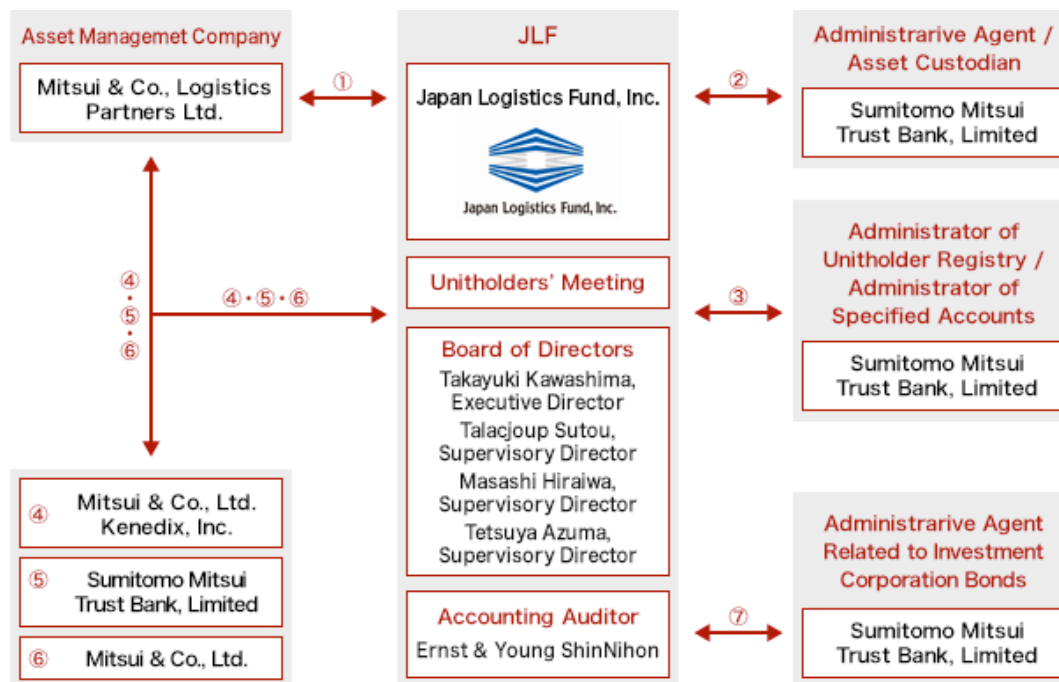 Asset Managemet Company
Mitsui & Co., Logistics
Partners Ltd.
①
JLF
Japan Logistics Fund, Inc.
Japan Logistics Fund, Inc.
②
Administrarive Agent /
Asset Custodian
Sumitomo Mitsui
Trust Bank, Limited
④・⑤・⑥
④・⑤・⑥
Unitholders' Meeting
③
Administrator of
Unitholder Registry /
Administrator of
Specified Accounts
Sumitomo Mitsui
Trust Bank, Limited
Board of Directors
Takayuki Kawashima,
Executive Director
Talacjoup Sutou,
Supervisory Director
Masashi Hiraiwa,
Supervisory Director
Tetsuya Azuma,
Supervisory Director
④ Mitsui & Co., Ltd.
Kenedix, Inc.
⑤ Sumitomo Mitsui
Trust Bank, Limited
⑥ Mitsui & Co., Ltd.
Accounting Auditor
Ernst & Young ShinNihon
⑦
Administrarive Agent
Related to Investment
Corporation Bonds
Sumitomo Mitsui
Trust Bank, Limited